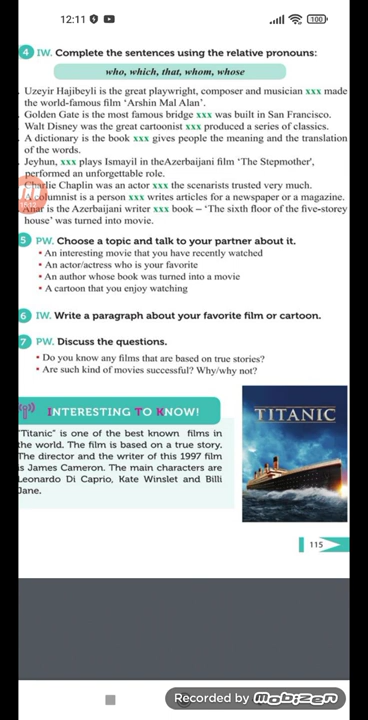 12:11
100
4 IW. Complete the sentences using the relative pronouns:
who, which, that, whom, whose
Uzeyir Hajibeyli is the great playwright, composer and musician xxx made
the world-famous film ‘Arshin Mal Alan’.
Golden Gate is the most famous bridge xxx was built in San Francisco.
Walt Disney was the great cartoonist xxx produced a series of classics.
A dictionary is the book xxx gives people the meaning and the translation
of the words.
Jeyhun, xxx plays Ismayil in theAzerbaijani film ‘The Stepmother',
performed an unforgettable role.
Charlie Chaplin was an actor xxx the scenarists trusted very much.
columnist is a person xxx writes articles for a newspaper or a magazine.
Anar is the Azerbaijani writer xxx book – ‘The sixth floor of the five-storey
house’ was turned into movie.
5 PW. Choose a topic and talk to your partner about it.
• An interesting movie that you have recently watched
• An actor/actress who is your favorite
• An author whose book was turned into a movie
• A cartoon that you enjoy watching
6 IW. Write a paragraph about your favorite film or cartoon.
7 PW. Discuss the questions.
• Do you know any films that are based on true stories?
• Are such kind of movies successful? Why/why not?
INTERESTING TO KNOW!
"Titanic" is one of the best known films in
the world. The film is based on a true story.
The director and the writer of this 1997 film
is James Cameron. The main characters are
Leonardo Di Caprio, Kate Winslet and Billi
Jane.
TITANIC
115
Recorded by mobizen